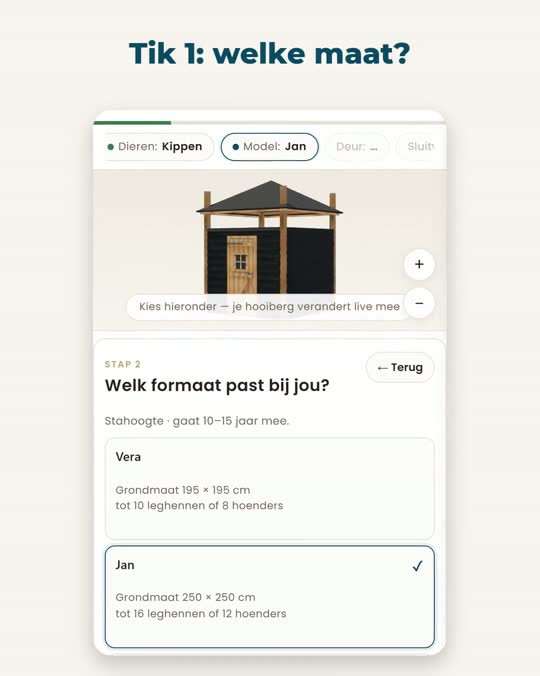 Tik 1: welke maat?
Dieren: Kippen
Model: Jan
Deur: ...
Kies hieronder — je hooiberg verandert live mee
+
−
STAP 2
Welk formaat past bij jou?
← Terug
Stahoogte · gaat 10–15 jaar mee.
Vera
Grondmaat 195 × 195 cm
tot 10 leghennen of 8 hoenders
Jan
✓
Grondmaat 250 × 250 cm
tot 16 leghennen of 12 hoenders